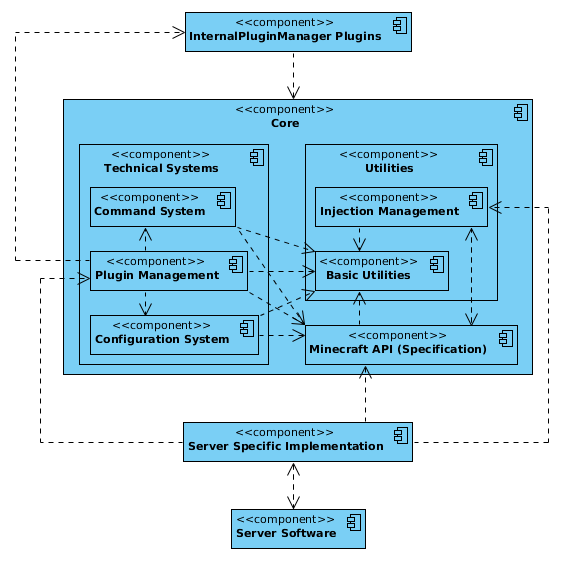 <<component>>
InternalPluginManager Plugins
<<component>>
Core
<<component>>
Technical Systems
<<component>>
Command System
<<component>>
Plugin Management
<<component>>
Configuration System
<<component>>
Utilities
<<component>>
Injection Management
<<component>>
Basic Utilities
<<component>>
Minecraft API (Specification)
<<component>>
Server Specific Implementation
<<component>>
Server Software